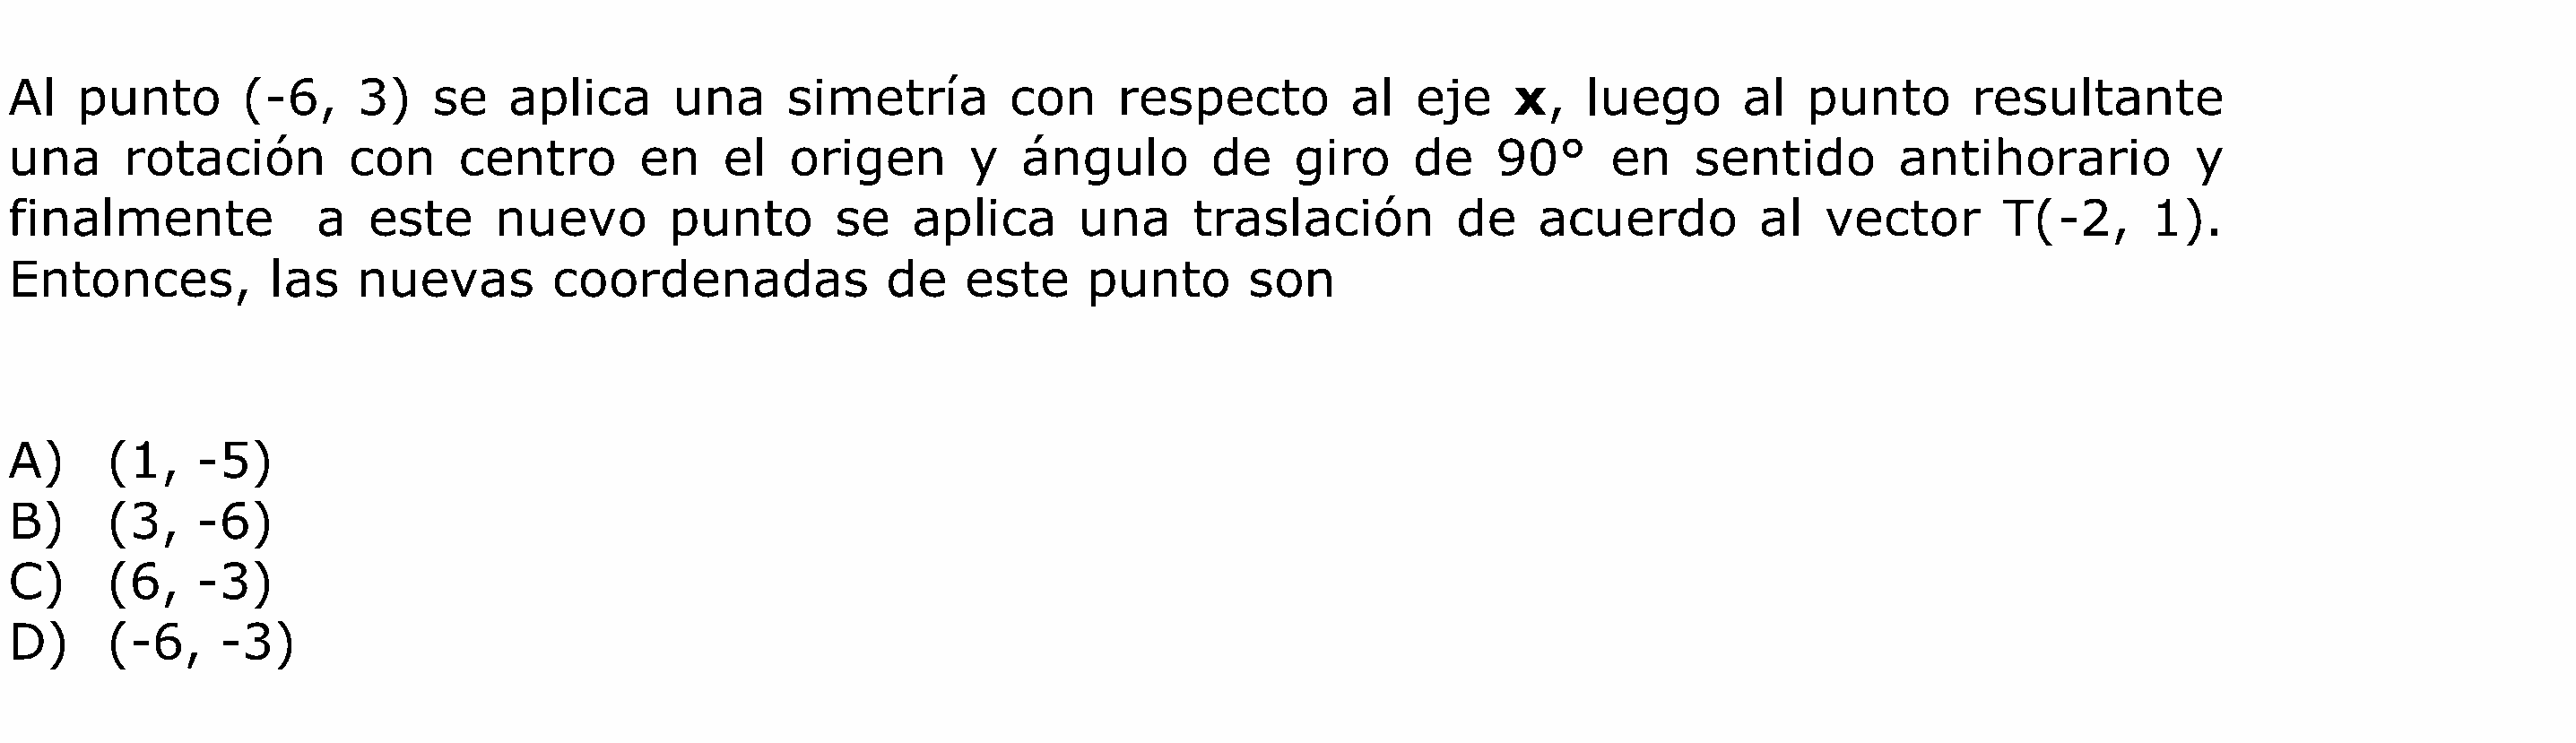 Al punto (-6, 3) se aplica una simetría con respecto al eje x, luego al punto resultante
una rotación con centro en el origen y ángulo de giro de 90º en sentido antihorario y
finalmente a este nuevo punto se aplica una traslación de acuerdo al vector T(-2, 1).
Entonces, las nuevas coordenadas de este punto son
A) (1, -5)
B) (3, -6)
C) (6, -3)
D) (-6, -3)